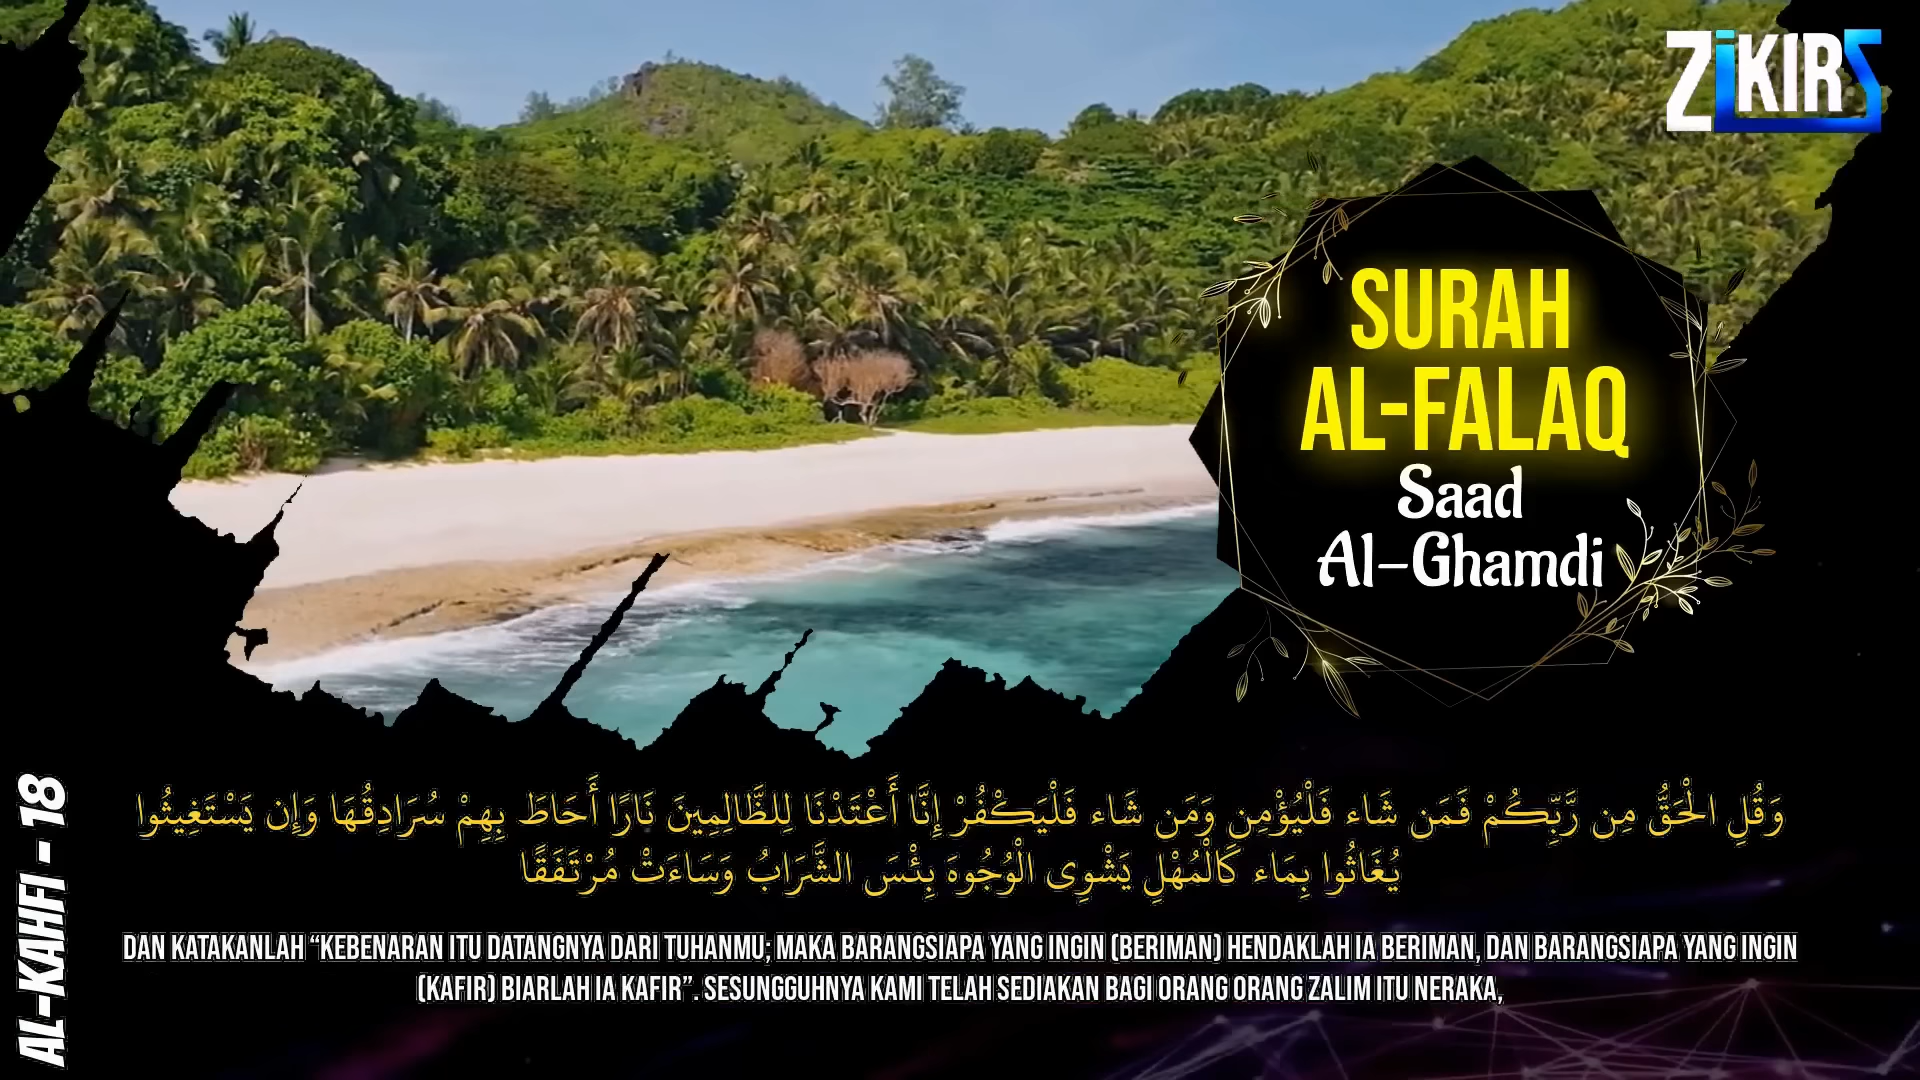 ZiKIRS
SURAH
AL-FALAQ
Saad
Al-Ghamdi
وَقُلِ الْحَقُّ مِن رَّبِّكُمْ فَمَن شَاء فَلْيُؤْمِن وَمَن شَاء فَلْيَكْفُرْ إِنَّا أَعْتَدْنَا لِلظَّالِمِينَ نَارًا أَحَاطَ بِهِمْ سُرَادِقُهَا وَإِن يَسْتَغِيثُوا
يُغَاثُوا بِمَاء كَالْمُهْلِ يَشْوِى الْوُجُوهَ بِئْسَ الشَّرَابُ وَسَاءَتْ مُرْتَفَقًا
DAN KATAKANLAH “KEBENARAN ITU DATANGNYA DARI TUHANMU; MAKA BARANGSIAPA YANG INGIN (BERIMAN) HENDAKLAH IA BERIMAN, DAN BARANGSIAPA YANG INGIN
(KAFIR) BIARLAH IA KAFIR”. SESUNGGUHNYA KAMI TELAH SEDIAKAN BAGI ORANG ORANG ZALIM ITU NERAKA,
AL-KAHFI - 18